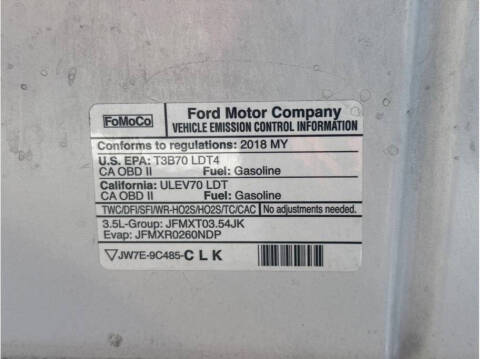 FoMoCo
Ford Motor Company
VEHICLE EMISSION CONTROL INFORMATION
Conforms to regulations: 2018 MY
U.S. EPA: T3B70 LDT4
CA OBD II Fuel: Gasoline
California: ULEV70 LDT
CA OBD II Fuel: Gasoline
TWC/DFI/SFI/WR-HO2S/HO2S/TC/CAC No adjustments needed.
3.5L-Group: JFMXT03.54JK
Evap: JFMXR0260NDP
JW7E-9C485-CLK